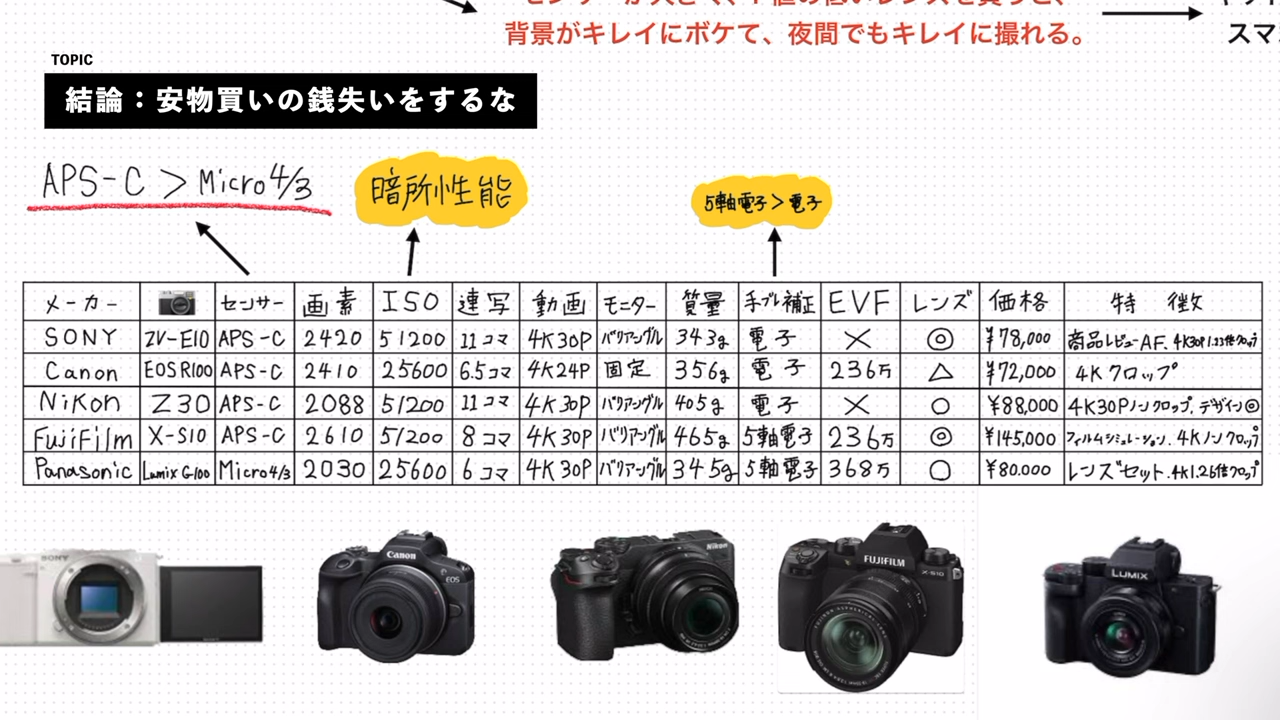 背景がキレイにボケて、夜間でもキレイに撮れる。
スマ
TOPIC
結論：安物買いの銭失いをするな
APS-C > Micro4/3
暗所性能
5軸電子 > 電子
メーカー センサー 画素 ISO 連写 動画 モニター 質量 手ブレ補正 EVF レンズ 価格 特徴
SONY ZV-E10 APS-C 2420 51200 11コマ 4K30P バリアングル 343g 電子 × ◎ ¥78,000 商品レビューAF、4K30P1.23倍クロップ
Canon EOS R100 APS-C 2410 25600 6.5コマ 4K24P 固定 356g 電子 236万 △ ¥72,000 4Kクロップ
Nikon Z30 APS-C 2088 51200 11コマ 4K30P バリアングル 405g 電子 × ○ ¥88,000 4K30Pノンクロップ、デザイン◎
FujiFilm X-S10 APS-C 2610 51200 8コマ 4K30P バリアングル 465g 5軸電子 236万 ◎ ¥145,000 フィルムシミュレーション、4Kノンクロップ
Panasonic Lumix G100 Micro4/3 2030 25600 6コマ 4K30P バリアングル 345g 5軸電子 368万 ○ ¥80.000 レンズセット、4K1.26倍クロップ
SONY
Canon
EOS
Nikon
FUJIFILM
X-S10
LUMIX